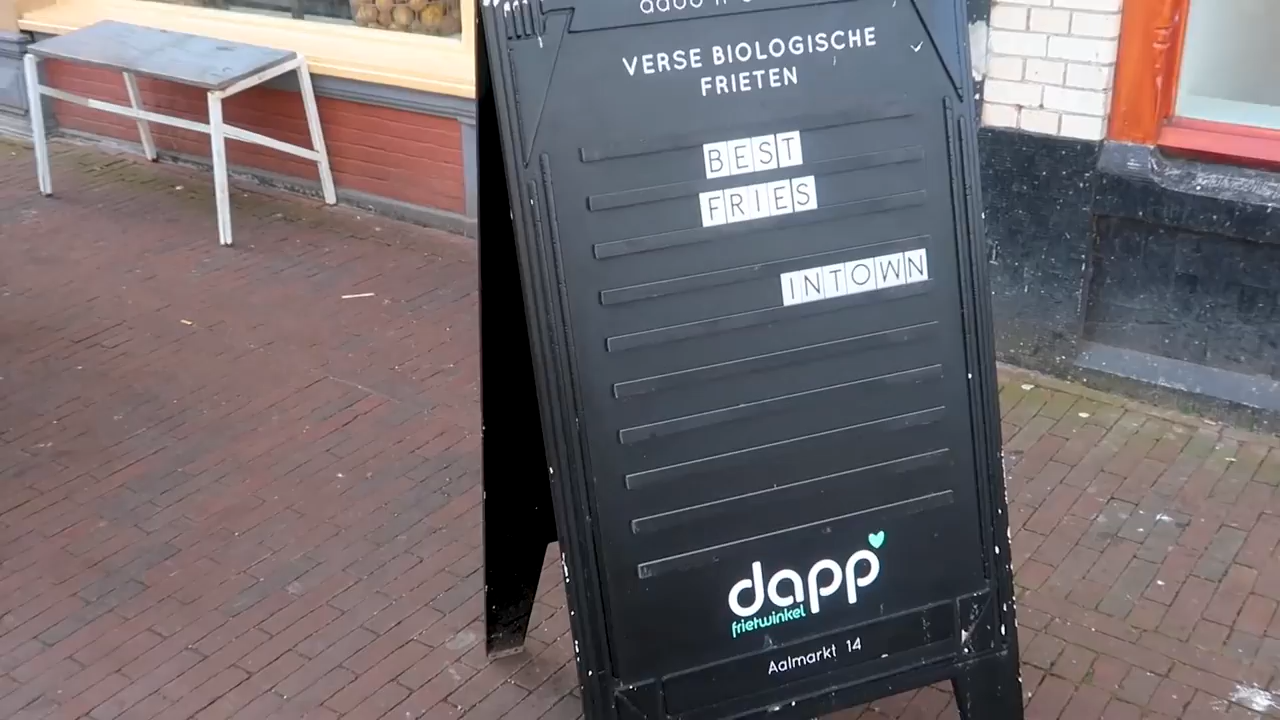 VERSE BIOLOGISCHE
FRIETEN
BEST
FRIES
INTOWN
dapp
frietwinkel
Aalmarkt 14